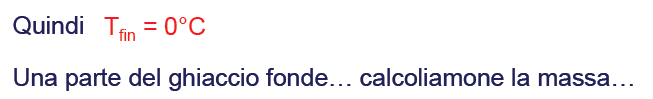 Quindi T_fin = 0°C
Una parte del ghiaccio fonde… calcoliamone la massa…